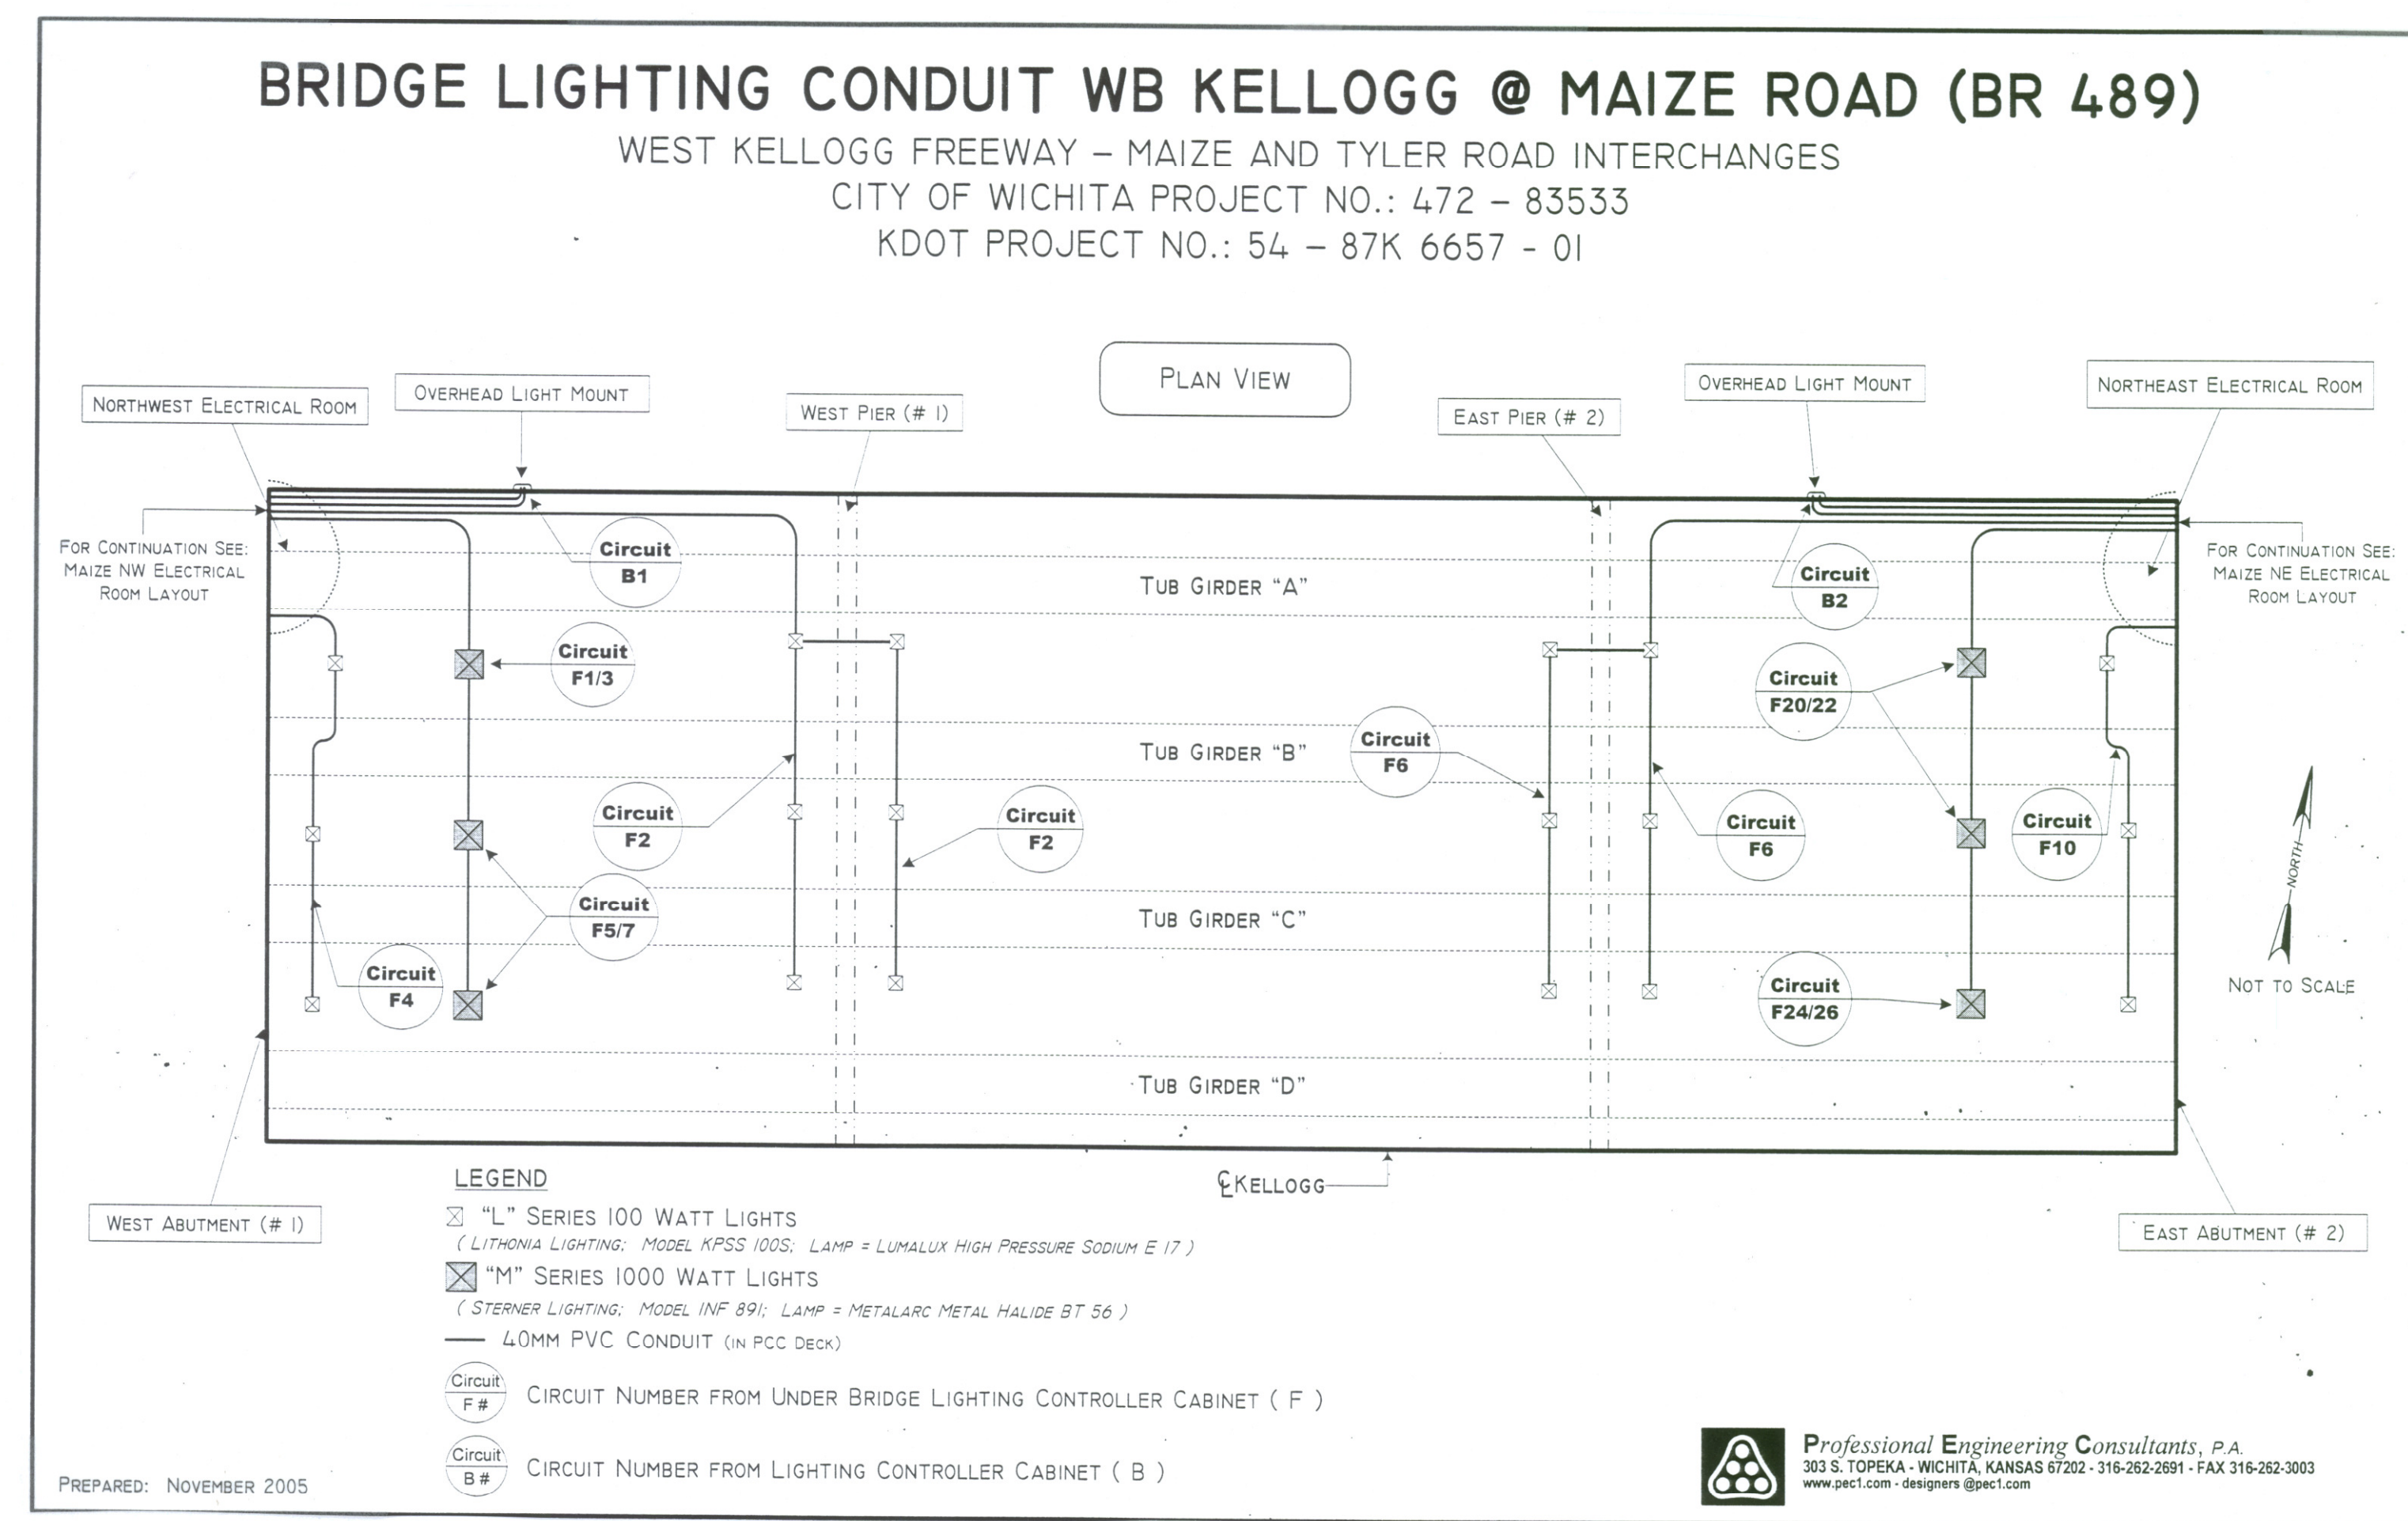 BRIDGE LIGHTING CONDUIT WB KELLOGG @ MAIZE ROAD (BR 489)
WEST KELLOGG FREEWAY – MAIZE AND TYLER ROAD INTERCHANGES
CITY OF WICHITA PROJECT NO.: 472 – 83533
KDOT PROJECT NO.: 54 – 87K 6657 - 01
PLAN VIEW
NORTHWEST ELECTRICAL ROOM
OVERHEAD LIGHT MOUNT
WEST PIER (# 1)
EAST PIER (# 2)
OVERHEAD LIGHT MOUNT
NORTHEAST ELECTRICAL ROOM
FOR CONTINUATION SEE:
MAIZE NW ELECTRICAL
ROOM LAYOUT
Circuit
B1
TUB GIRDER "A"
Circuit
B2
FOR CONTINUATION SEE:
MAIZE NE ELECTRICAL
ROOM LAYOUT
Circuit
F1/3
Circuit
F20/22
TUB GIRDER "B"
Circuit
F6
Circuit
F2
Circuit
F2
Circuit
F6
Circuit
F10
NORTH
NOT TO SCALE
Circuit
F5/7
TUB GIRDER "C"
Circuit
F4
Circuit
F24/26
TUB GIRDER "D"
℄ KELLOGG
WEST ABUTMENT (# 1)
EAST ABUTMENT (# 2)
LEGEND
"L" SERIES 100 WATT LIGHTS
( LITHONIA LIGHTING; MODEL KPSS 100S; LAMP = LUMALUX HIGH PRESSURE SODIUM E 17 )
"M" SERIES 1000 WATT LIGHTS
( STERNER LIGHTING; MODEL INF 891; LAMP = METALARC METAL HALIDE BT 56 )
40MM PVC CONDUIT (IN PCC DECK)
Circuit
F #
CIRCUIT NUMBER FROM UNDER BRIDGE LIGHTING CONTROLLER CABINET ( F )
Circuit
B #
CIRCUIT NUMBER FROM LIGHTING CONTROLLER CABINET ( B )
PREPARED: NOVEMBER 2005
Professional Engineering Consultants, P.A.
303 S. TOPEKA - WICHITA, KANSAS 67202 - 316-262-2691 - FAX 316-262-3003
www.pec1.com - designers @pec1.com